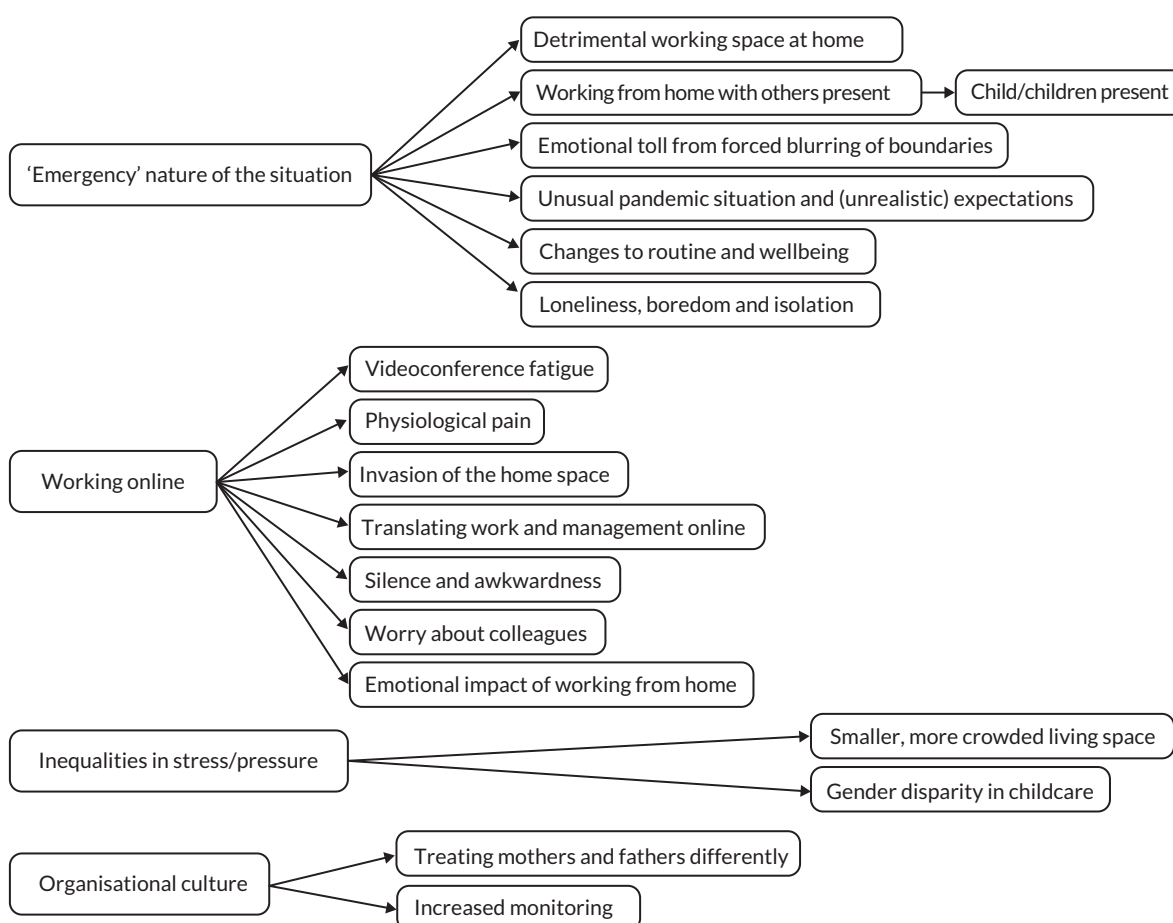 Detrimental working space at home
Working from home with others present
Child/children present
Emotional toll from forced blurring of boundaries
‘Emergency’ nature of the situation
Unusual pandemic situation and (unrealistic) expectations
Changes to routine and wellbeing
Loneliness, boredom and isolation
Videoconference fatigue
Physiological pain
Invasion of the home space
Working online
Translating work and management online
Silence and awkwardness
Worry about colleagues
Emotional impact of working from home
Smaller, more crowded living space
Inequalities in stress/pressure
Gender disparity in childcare
Treating mothers and fathers differently
Organisational culture
Increased monitoring